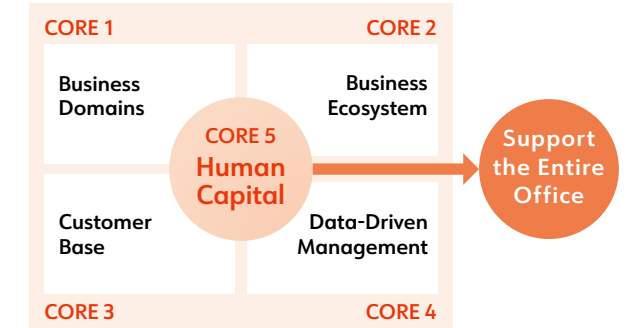 CORE 1
CORE 2
Business
Domains
Business
Ecosystem
CORE 5
Human
Capital
Support
the Entire
Office
Customer
Base
Data-Driven
Management
CORE 3
CORE 4